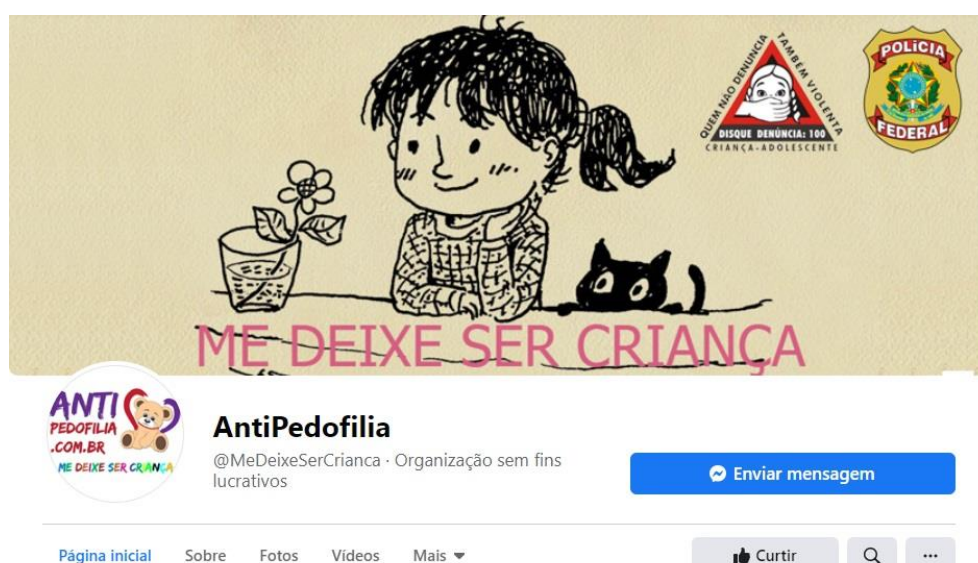 QUEM NÃO DENUNCIA TAMBÉM VIOLENTA
DISQUE DENÚNCIA: 100
CRIANÇA-ADOLESCENTE
POLÍCIA
FEDERAL
ME DEIXE SER CRIANÇA
ANTI
PEDOFILIA
.COM.BR
ME DEIXE SER CRIANÇA
AntiPedofilia
@MeDeixeSerCrianca · Organização sem fins
lucrativos
Enviar mensagem
Página inicial Sobre Fotos Vídeos Mais
Curtir